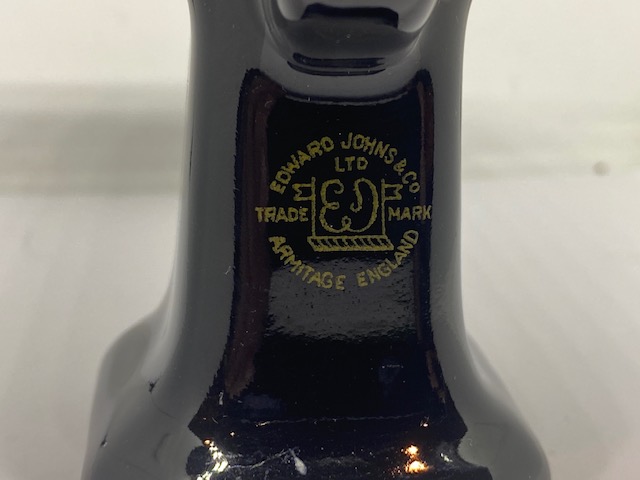 EDWARD JOHNS & CO
LTD
EJ
TRADE MARK
ARMITAGE ENGLAND